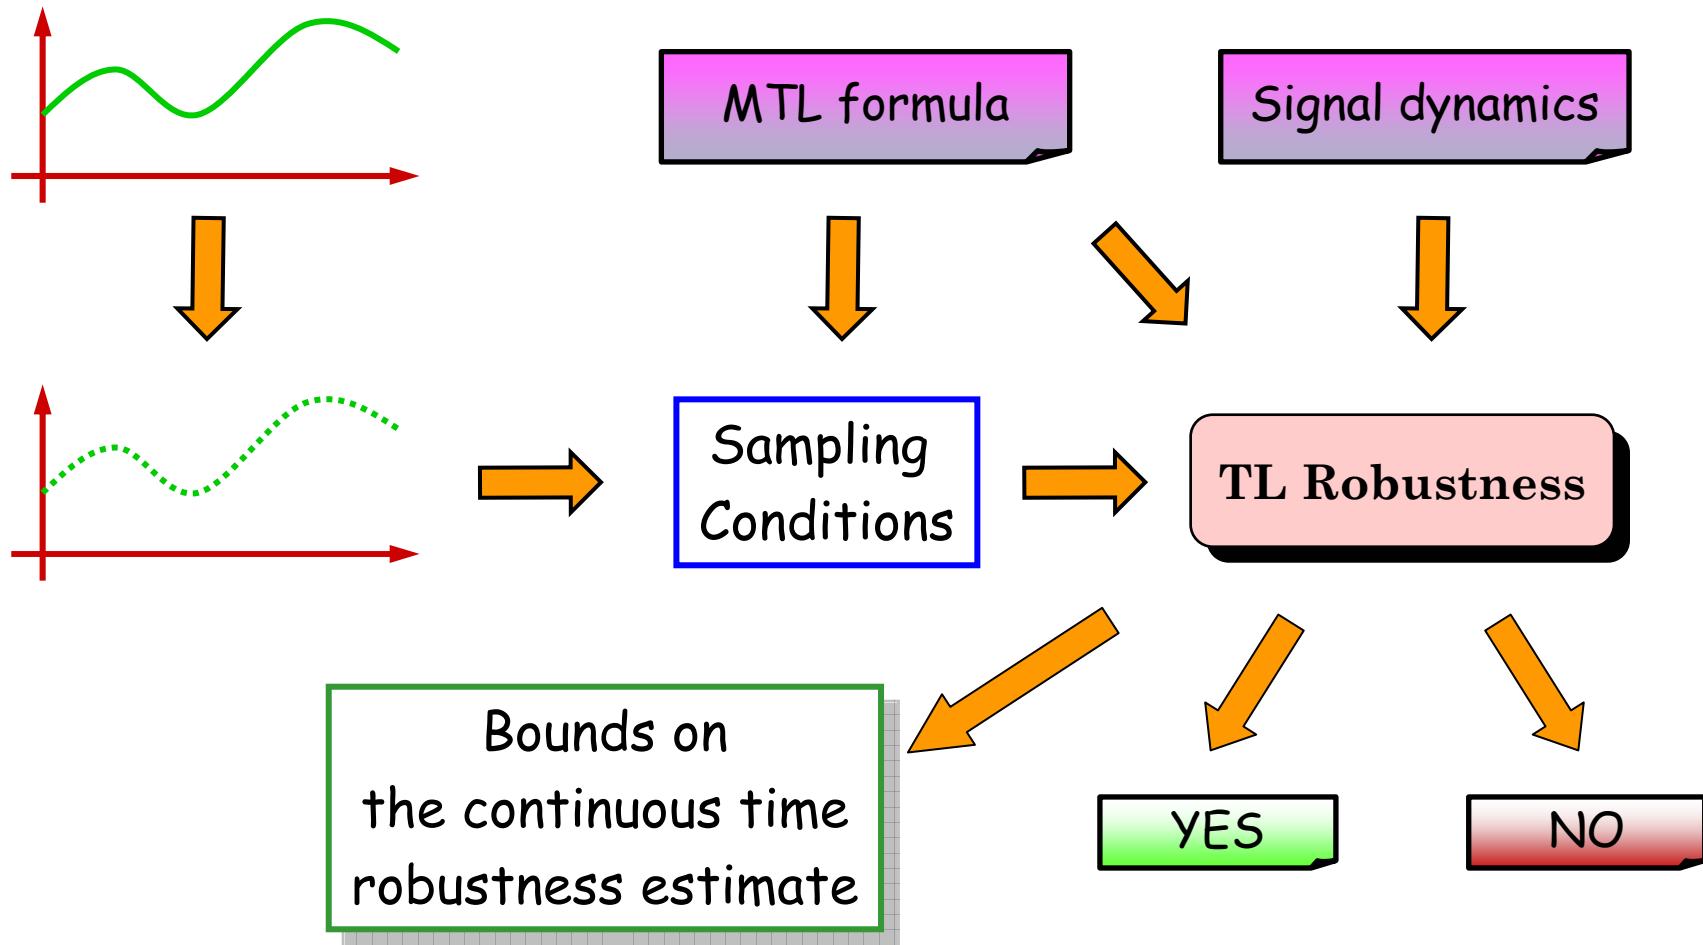 MTL formula
Signal dynamics
Sampling
Conditions
TL Robustness
Bounds on
the continuous time
robustness estimate
YES
NO